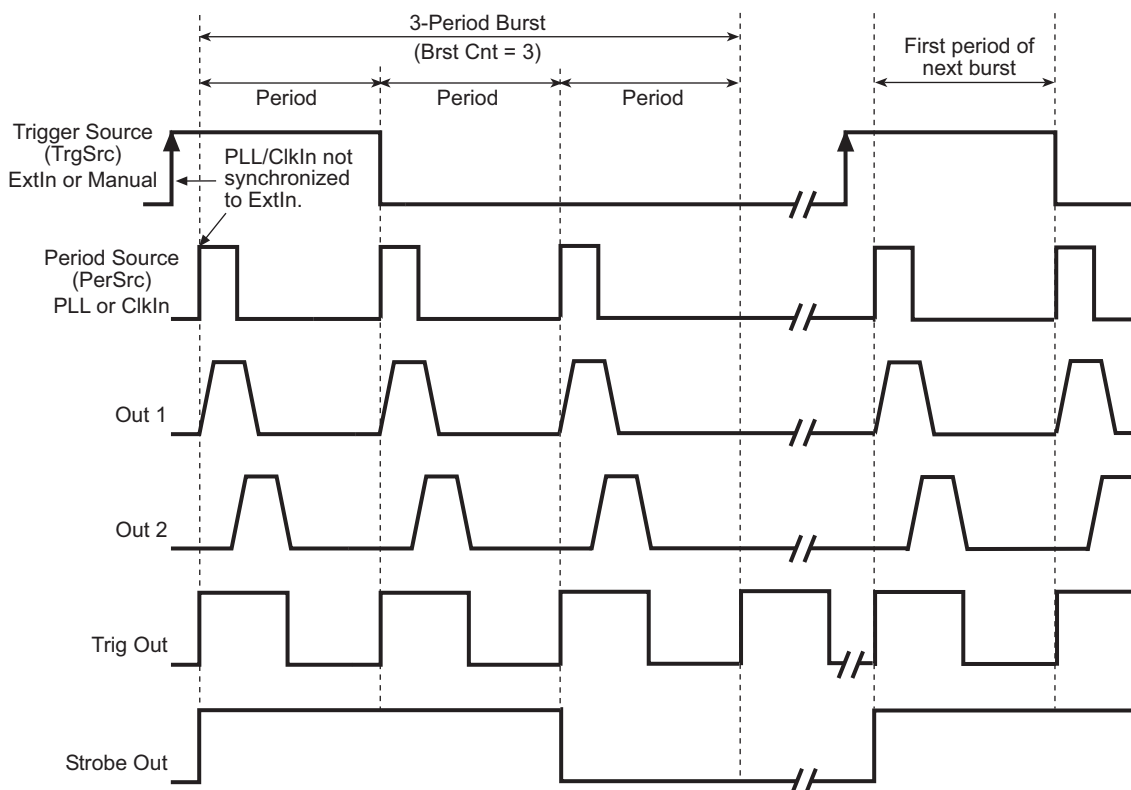 3-Period Burst
(Brst Cnt = 3)
First period of
next burst
Period
Period
Period
Trigger Source
(TrgSrc)
ExtIn or Manual
PLL/ClkIn not
synchronized
to ExtIn.
Period Source
(PerSrc)
PLL or ClkIn
Out 1
Out 2
Trig Out
Strobe Out